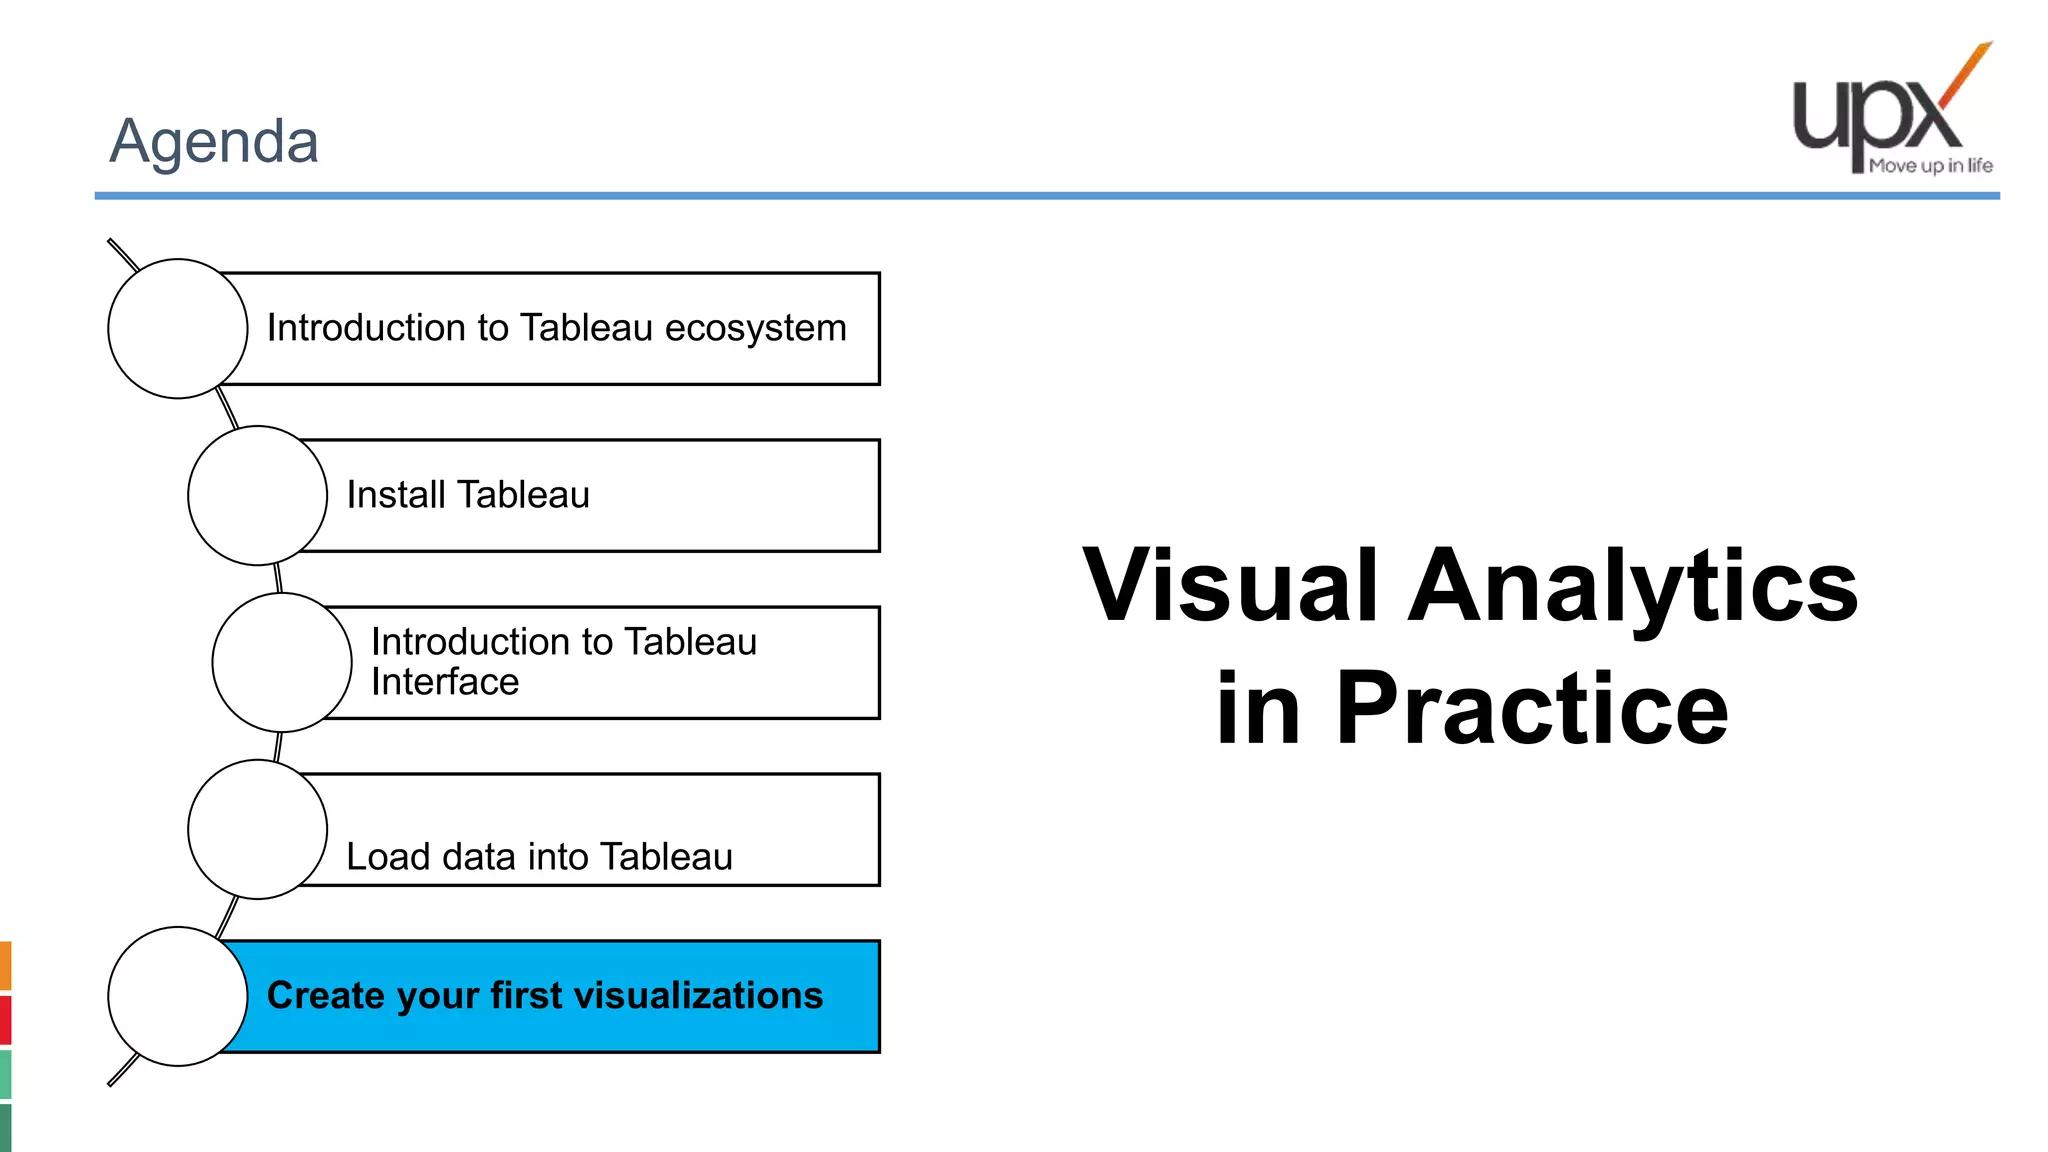 Agenda
upx
Move up in life
Introduction to Tableau ecosystem
Install Tableau
Introduction to Tableau
Interface
Load data into Tableau
Create your first visualizations
Visual Analytics
in Practice